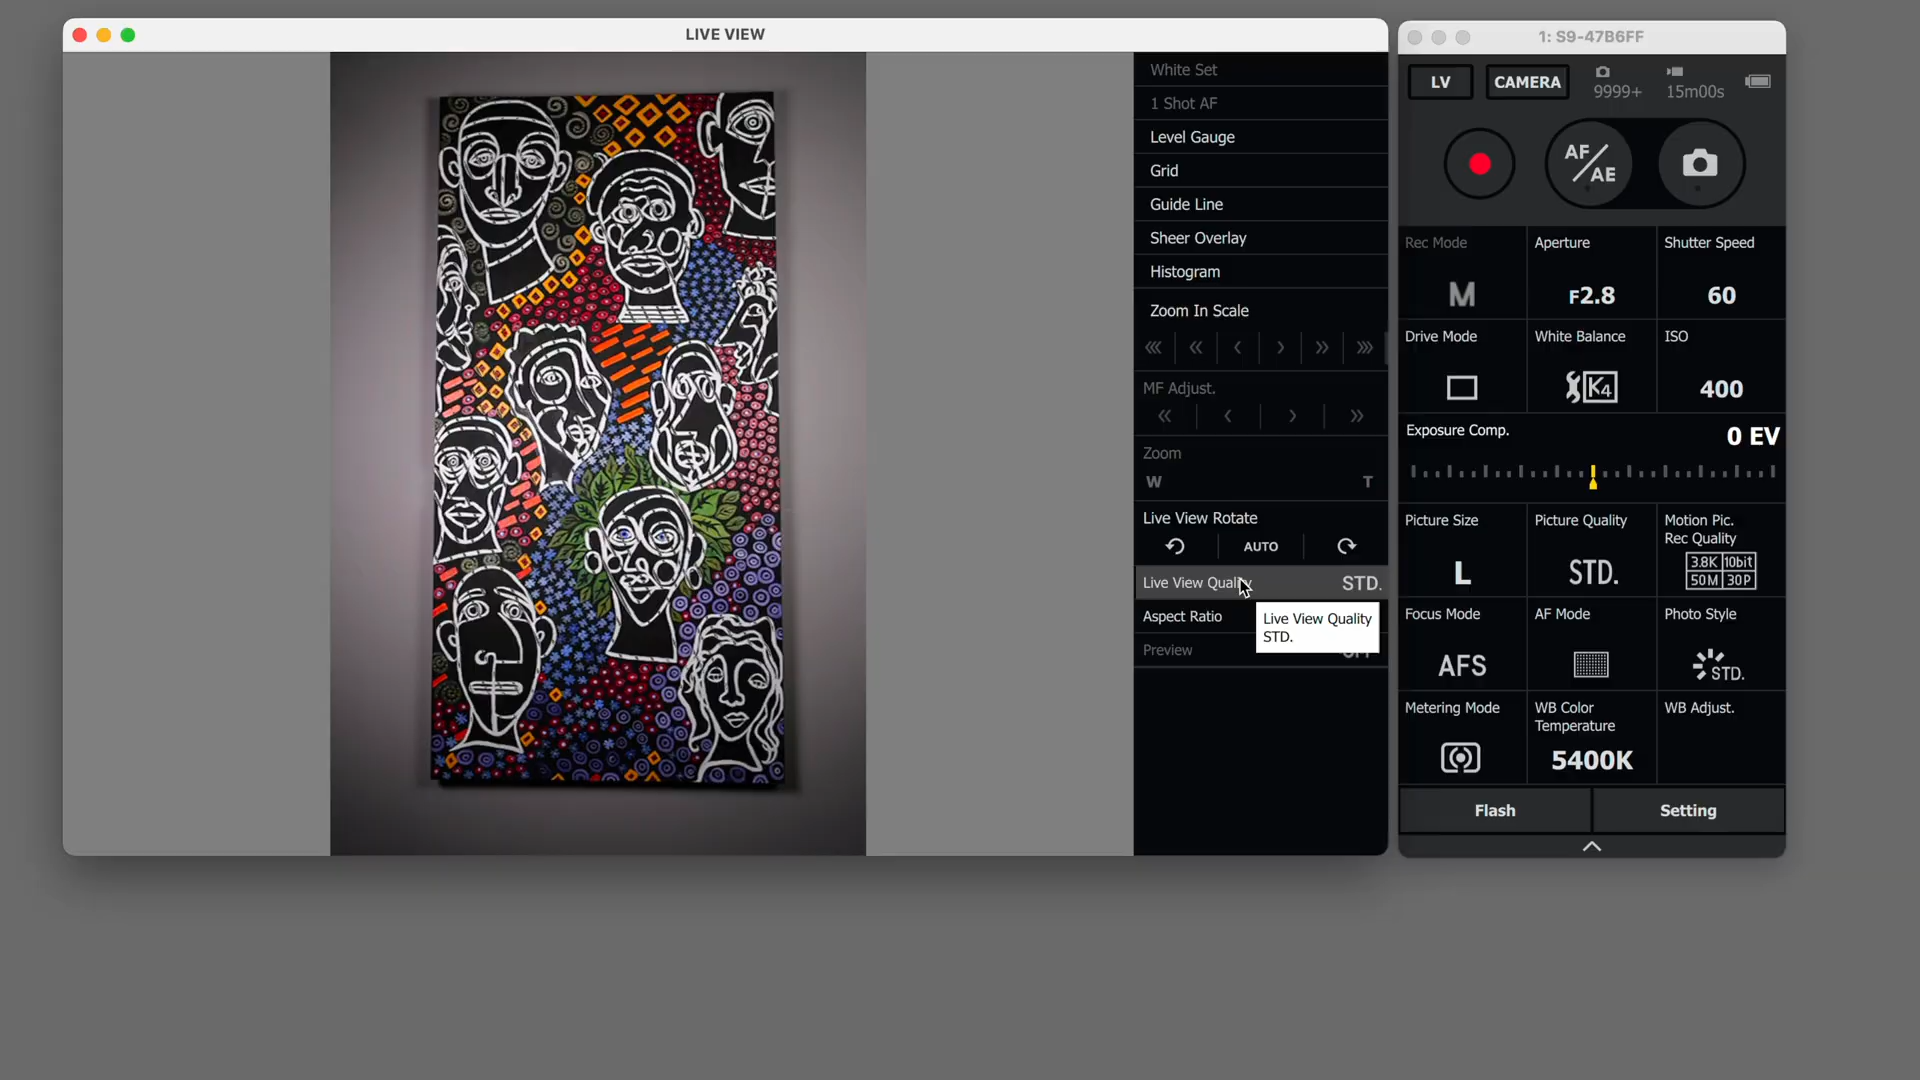 LIVE VIEW
White Set
1 Shot AF
Level Gauge
Grid
Guide Line
Sheer Overlay
Histogram
Zoom In Scale
MF Adjust.
Zoom
W T
Live View Rotate
AUTO
Live View Quality STD.
Aspect Ratio
Live View Quality
STD.
Preview
1: S9-47B6FF
LV CAMERA 9999+ 15m00s
AF/AE
Rec Mode Aperture Shutter Speed
M F2.8 60
Drive Mode White Balance ISO
K4 400
Exposure Comp. 0 EV
Picture Size Picture Quality Motion Pic.
Rec Quality
L STD. 3.8K 10bit
50M 30P
Focus Mode AF Mode Photo Style
AFS STD.
Metering Mode WB Color
Temperature WB Adjust.
5400K
Flash Setting